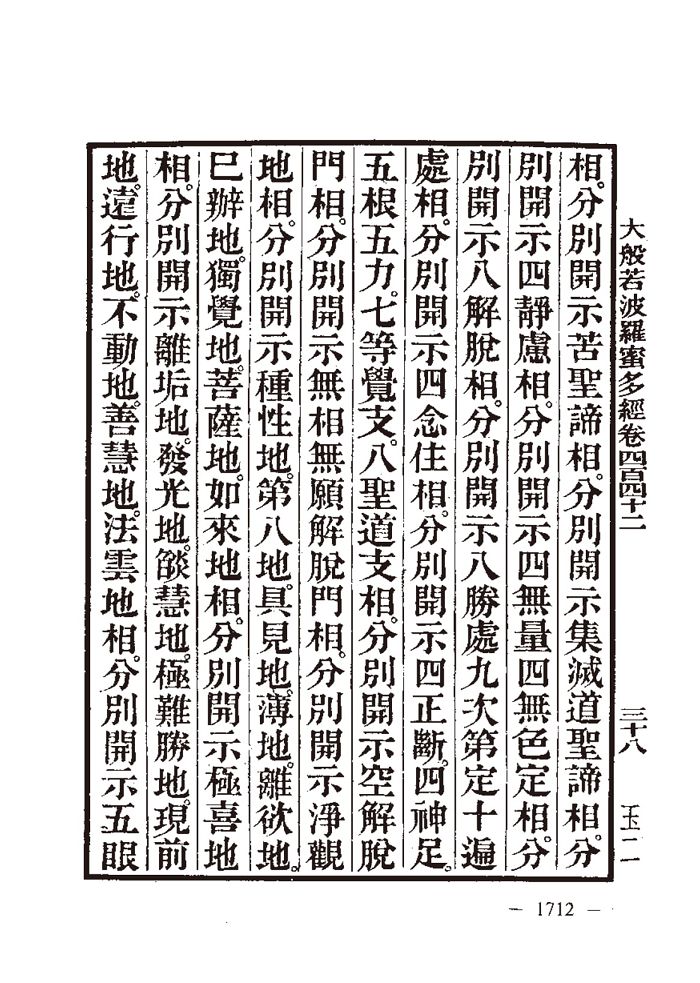 大般若波羅蜜多經卷四百四十二 三十八 玉二
相。分別開示苦聖諦相。分別開示集滅道聖諦相。分
別開示四靜慮相。分別開示四無量四無色定相。分
別開示八解脫相。分別開示八勝處九次第定十遍
處相。分別開示四念住相。分別開示四正斷。四神足。
五根五力。七等覺支。八聖道支相。分別開示空解脫
門相。分別開示無相無願解脫門相。分別開示淨觀
地相。分別開示種性地。第八地。具見地。薄地。離欲地。
已辦地。獨覺地。菩薩地。如來地相。分別開示極喜地
相。分別開示離垢地。發光地。燄慧地。極難勝地。現前
地。遠行地。不動地。善慧地。法雲地相。分別開示五眼
— 1712 —